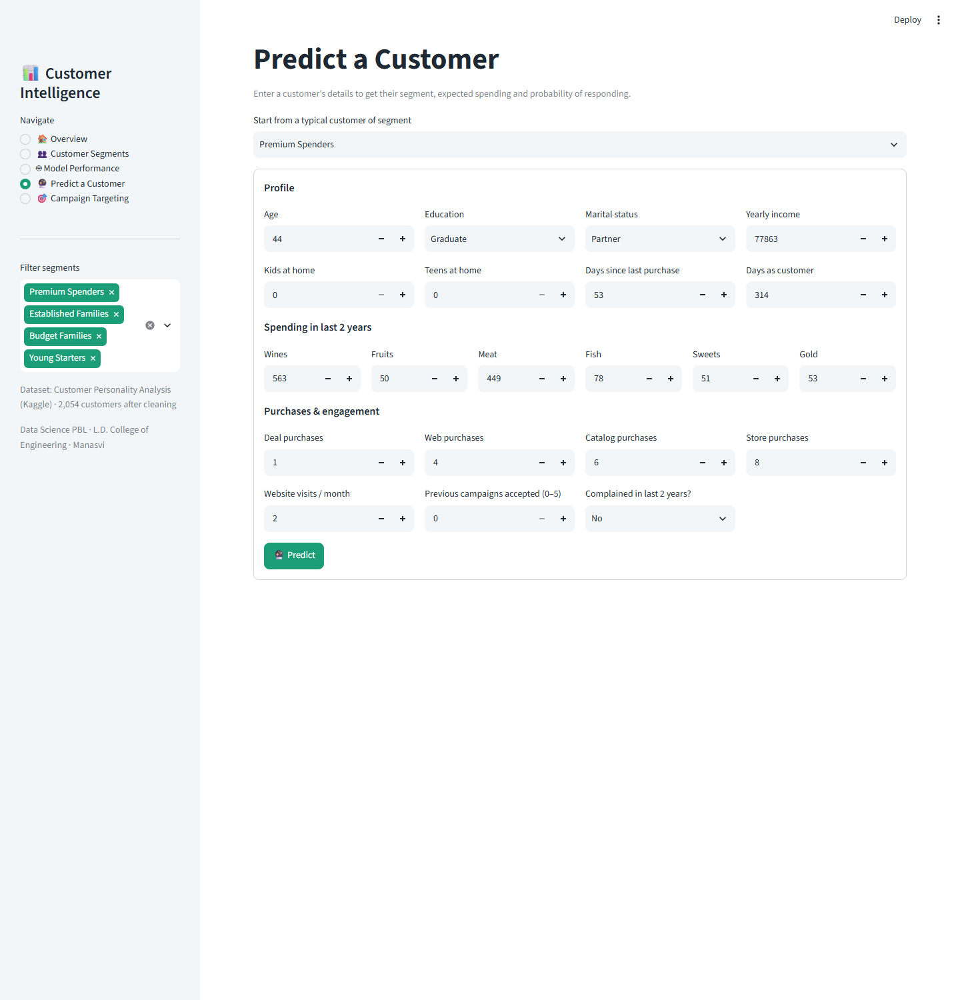 Deploy
Customer
Intelligence
Navigate
Overview
Customer Segments
Model Performance
Predict a Customer
Campaign Targeting
Filter segments
Premium Spenders
Established Families
Budget Families
Young Starters
Dataset: Customer Personality Analysis
(Kaggle) · 2,054 customers after cleaning
Data Science PBL · L.D. College of
Engineering · Manasvi
Predict a Customer
Enter a customer's details to get their segment, expected spending and probability of responding.
Start from a typical customer of segment
Premium Spenders
Profile
Age Education Marital status Yearly income
44 Graduate Partner 77863
Kids at home Teens at home Days since last purchase Days as customer
0 0 53 314
Spending in last 2 years
Wines Fruits Meat Fish Sweets Gold
563 50 449 78 51 53
Purchases & engagement
Deal purchases Web purchases Catalog purchases Store purchases
1 4 6 8
Website visits / month Previous campaigns accepted (0–5) Complained in last 2 years?
2 0 No
Predict